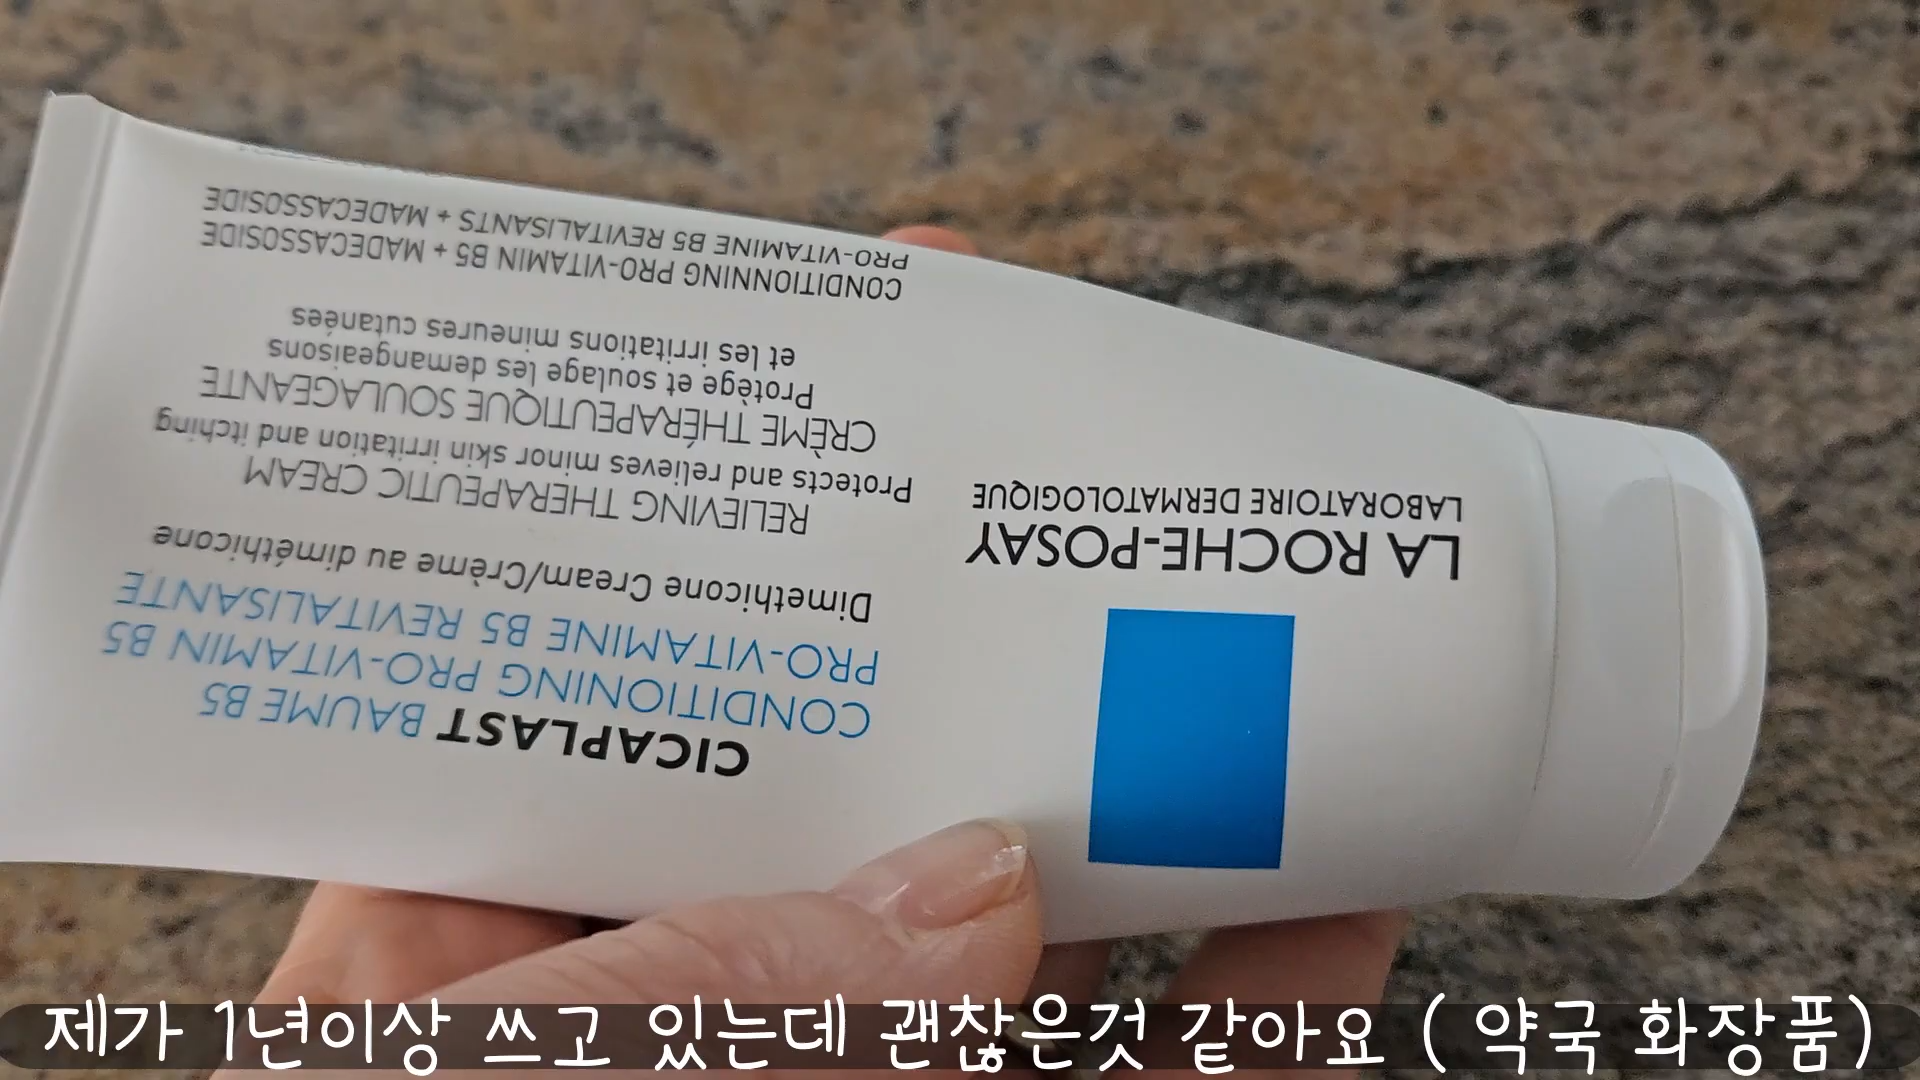 LA ROCHE-POSAY
LABORATOIRE DERMATOLOGIQUE
CICAPLAST BAUME B5
CONDITIONING PRO-VITAMIN B5
PRO-VITAMINE B5 REVITALISANTE
Dimethicone Cream/Crème au diméthicone
RELIEVING THERAPEUTIC CREAM
Protects and relieves minor skin irritation and itching
CRÈME THÉRAPEUTIQUE SOULAGEANTE
Protège et soulage les démangeaisons
et les irritations mineures cutanées
CONDITIONNING PRO-VITAMIN B5 + MADECASSOSIDE
PRO-VITAMINE B5 REVITALISANTS + MADECASSOSIDE
제가 1년이상 쓰고 있는데 괜찮은것 같아요 ( 약국 화장품)